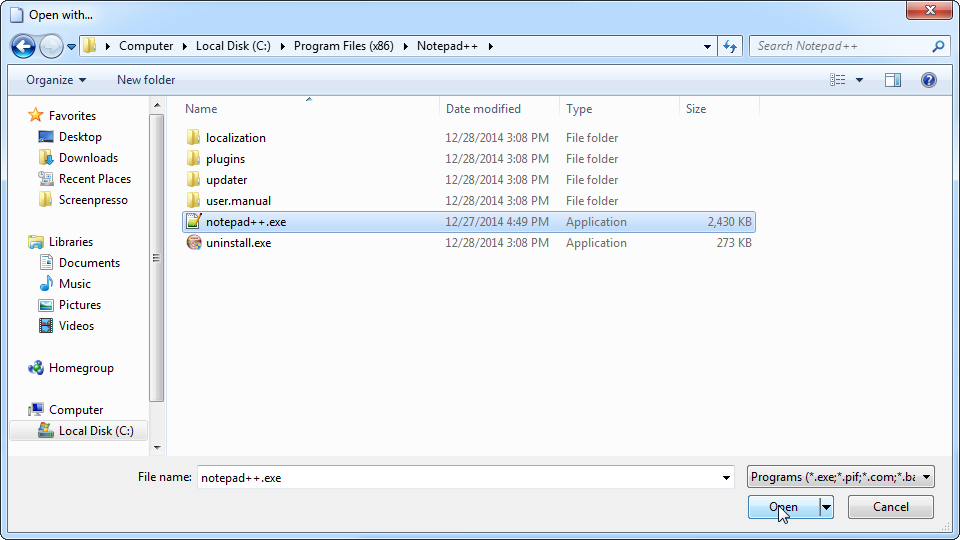 Open with...
Computer Local Disk (C:) Program Files (x86) Notepad++
Search Notepad++
Organize New folder
Name Date modified Type Size
Favorites
Desktop
Downloads
Recent Places
Screenpresso
Libraries
Documents
Music
Pictures
Videos
Homegroup
Computer
Local Disk (C:)
localization 12/28/2014 3:08 PM File folder
plugins 12/28/2014 3:08 PM File folder
updater 12/28/2014 3:08 PM File folder
user.manual 12/28/2014 3:08 PM File folder
notepad++.exe 12/27/2014 4:49 PM Application 2,430 KB
uninstall.exe 12/28/2014 3:08 PM Application 273 KB
File name: notepad++.exe Programs (*.exe;*.pif;*.com;*.ba
Open Cancel